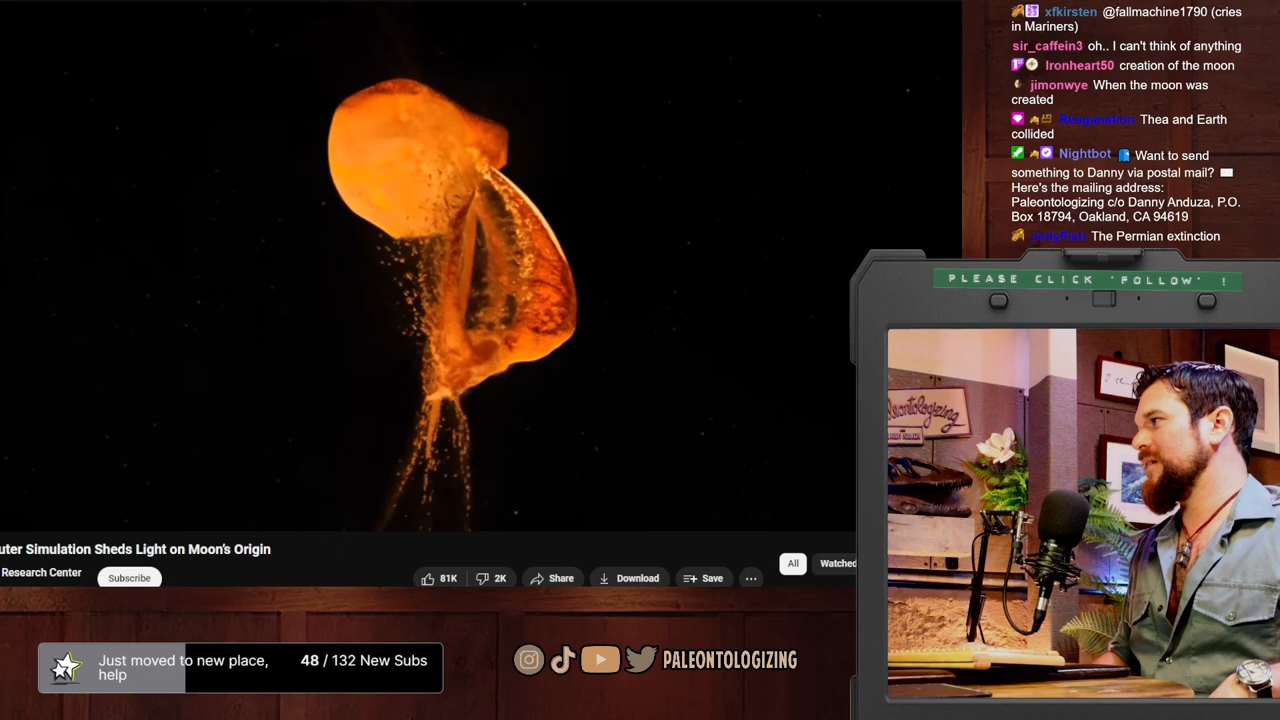 xfkirsten @fallmachine1790 (cries
in Mariners)
sir_caffein3 oh.. I can't think of anything
Ironheart50 creation of the moon
jimonwye When the moon was
created
Reaganation Thea and Earth
collided
Nightbot Want to send
something to Danny via postal mail?
Here's the mailing address:
Paleontologizing c/o Danny Anduza, P.O.
Box 18794, Oakland, CA 94619
JodyFish The Permian extinction
PLEASE CLICK 'FOLLOW' !
uter Simulation Sheds Light on Moon's Origin
Research Center
Subscribe
81K
2K
Share
Download
Save
All
Watched
Just moved to new place,
help
48 / 132 New Subs
PALEONTOLOGIZING
leontologizing